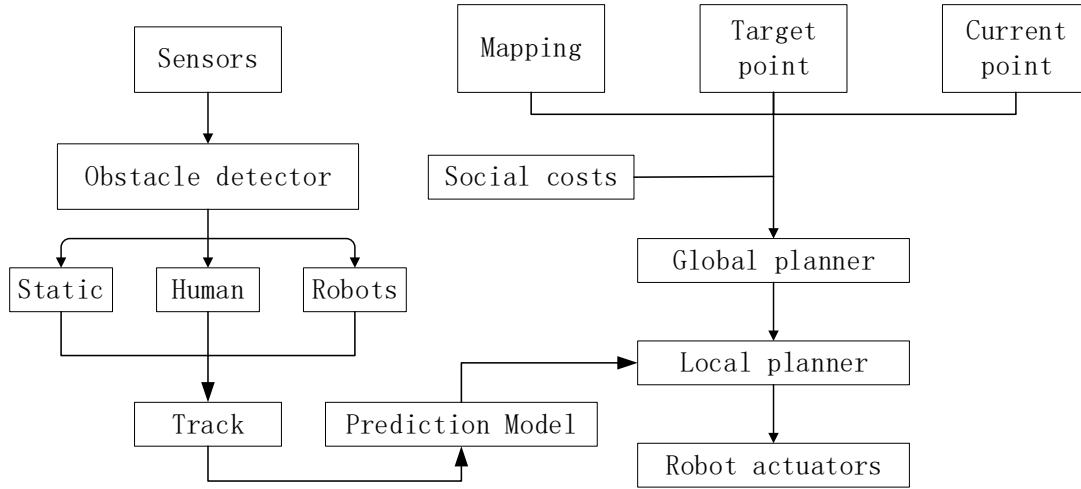 Sensors
Mapping
Target
point
Current
point
Obstacle detector
Social costs
Static
Human
Robots
Global planner
Local planner
Track
Prediction Model
Robot actuators